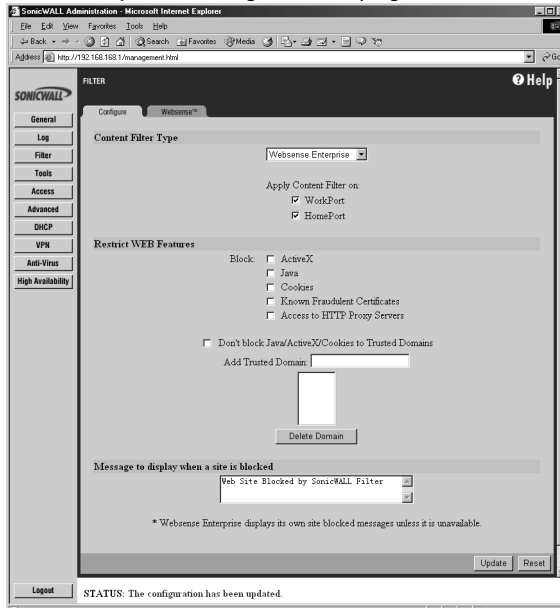 SonicWALL Administration - Microsoft Internet Explorer
File Edit View Favorites Tools Help
Back Search Favorites Media
Address http://192.168.168.1/management.html Go
SONICWALL
FILTER
Help
Configure Websense™
General
Log
Filter
Tools
Access
Advanced
DHCP
VPN
Anti-Virus
High Availability
Content Filter Type
Websense Enterprise
Apply Content Filter on:
WorkPort
HomePort
Restrict WEB Features
Block: ActiveX
Java
Cookies
Known Fraudulent Certificates
Access to HTTP Proxy Servers
Don't block Java/ActiveX/Cookies to Trusted Domains
Add Trusted Domain:
Delete Domain
Message to display when a site is blocked
Web Site Blocked by SonicWALL Filter
* Websense Enterprise displays its own site blocked messages unless it is unavailable.
Update Reset
Logout
STATUS: The configuration has been updated.